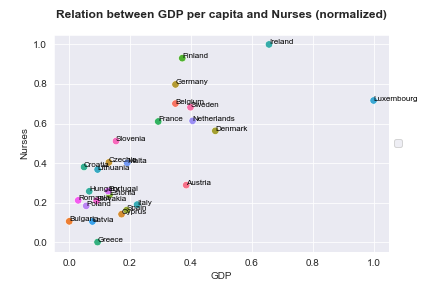 Relation between GDP per capita and Nurses (normalized)
1.0
Ireland
Finland
0.8
Germany
Luxembourg
Belgium
Sweden
0.6
France
Netherlands
Denmark
Slovenia
Nurses
0.4
Czechia
Malta
Croatia
Lithuania
Austria
Hungary
Portugal
Estonia
0.2
Romania
Slovakia
Poland
Italy
Spain
Cyprus
Bulgaria
Latvia
0.0
Greece
0.0 0.2 0.4 0.6 0.8 1.0
GDP